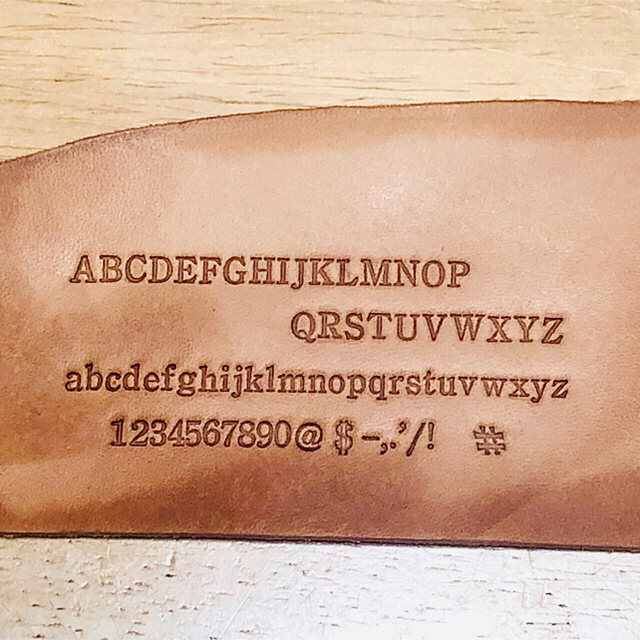 ABCDEFGHIJKLMNOP
QRSTUVWXYZ
abcdefghijklmnopqrstuvwxyz
1234567890@ $ -,.'/! #